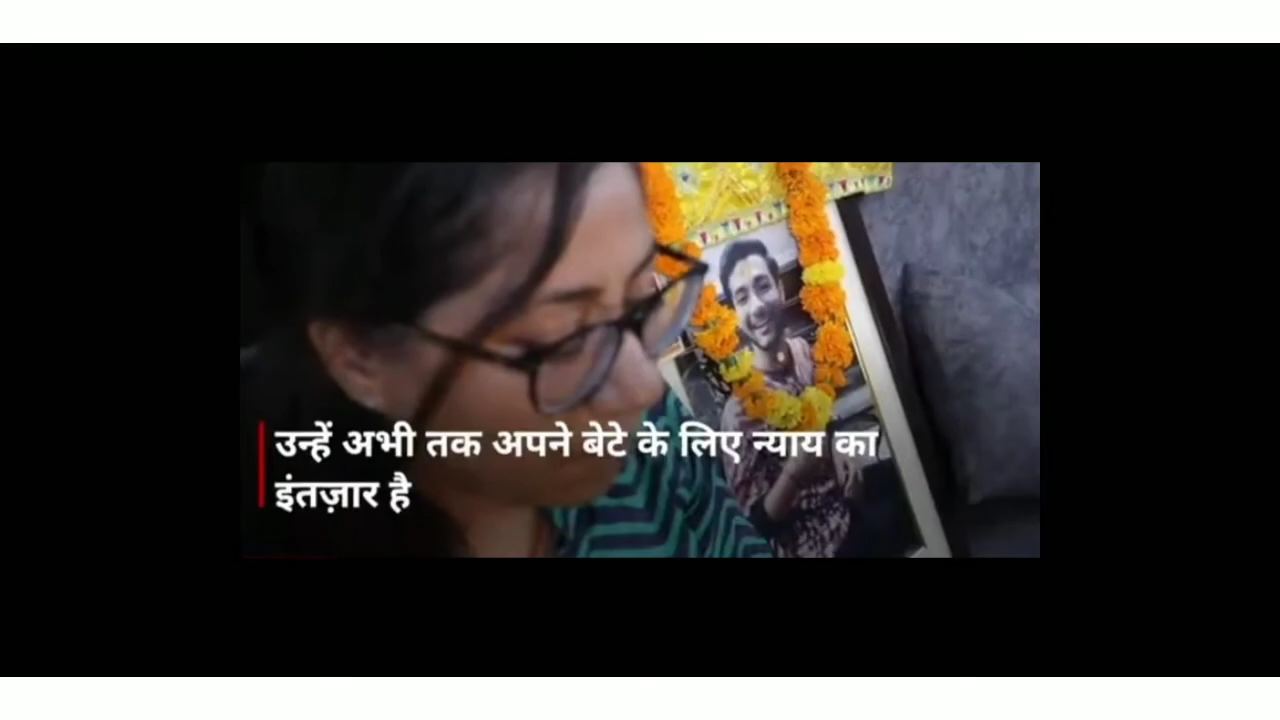 उन्हें अभी तक अपने बेटे के लिए न्याय का
इंतज़ार है